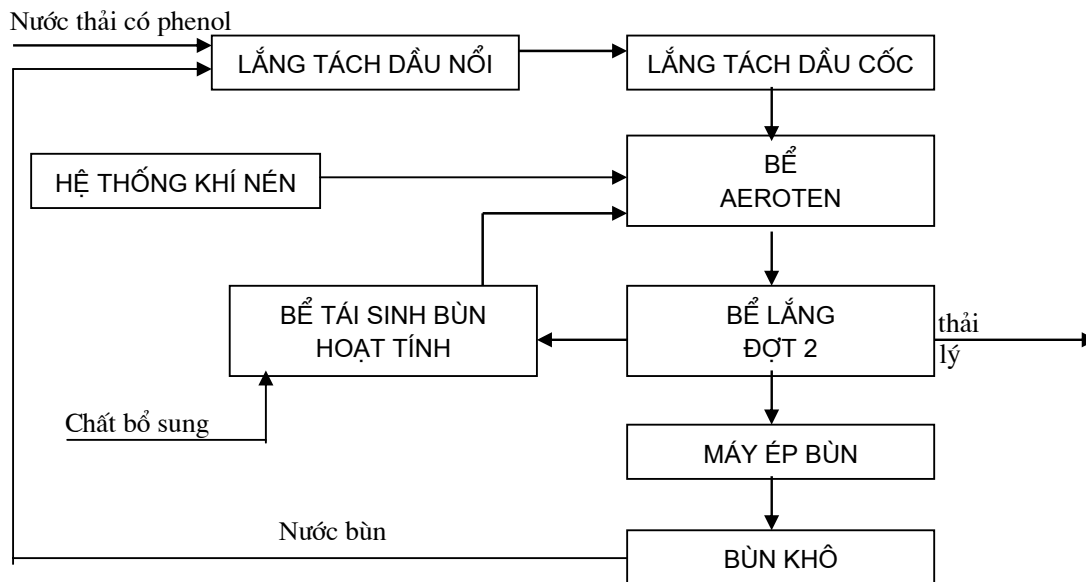 Nước thải có phenol
LẮNG TÁCH DẦU NỔI
LẮNG TÁCH DẦU CỐC
HỆ THỐNG KHÍ NÉN
BỂ
AEROTEN
BỂ TÁI SINH BÙN
HOẠT TÍNH
BỂ LẮNG
ĐỢT 2
thải
lý
Chất bổ sung
MÁY ÉP BÙN
Nước bùn
BÙN KHÔ